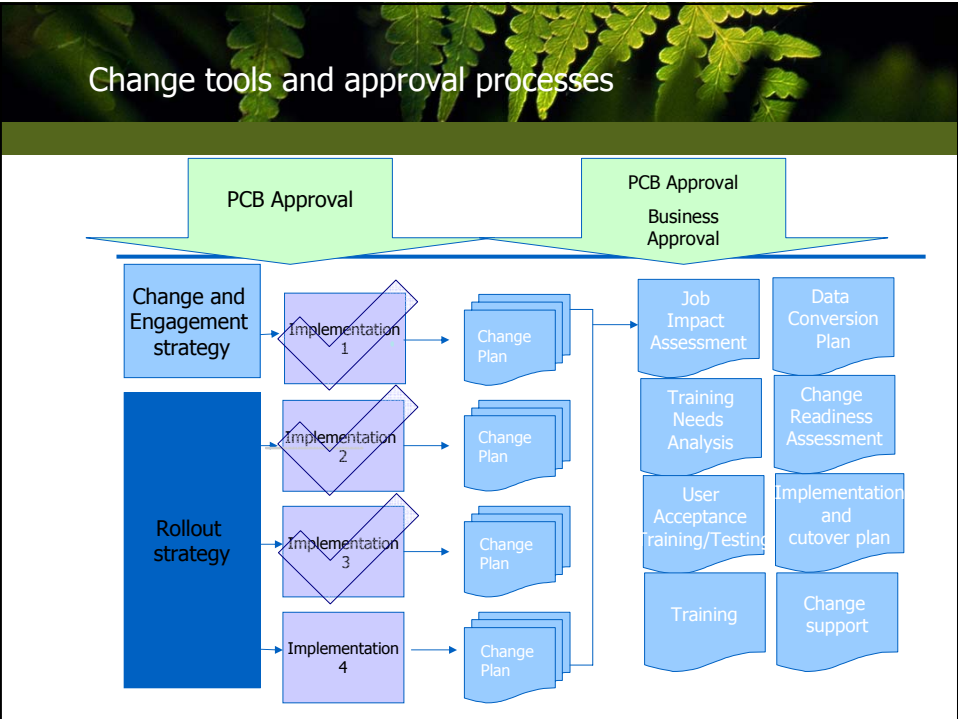 Change tools and approval processes
PCB Approval
PCB Approval
Business
Approval
Change and
Engagement
strategy
Rollout
strategy
Implementation
1
Implementation
2
Implementation
3
Implementation
4
Change
Plan
Change
Plan
Change
Plan
Change
Plan
Job
Impact
Assessment
Data
Conversion
Plan
Training
Needs
Analysis
Change
Readiness
Assessment
User
Acceptance
Training/Testing
Implementation
and
cutover plan
Training
Change
support